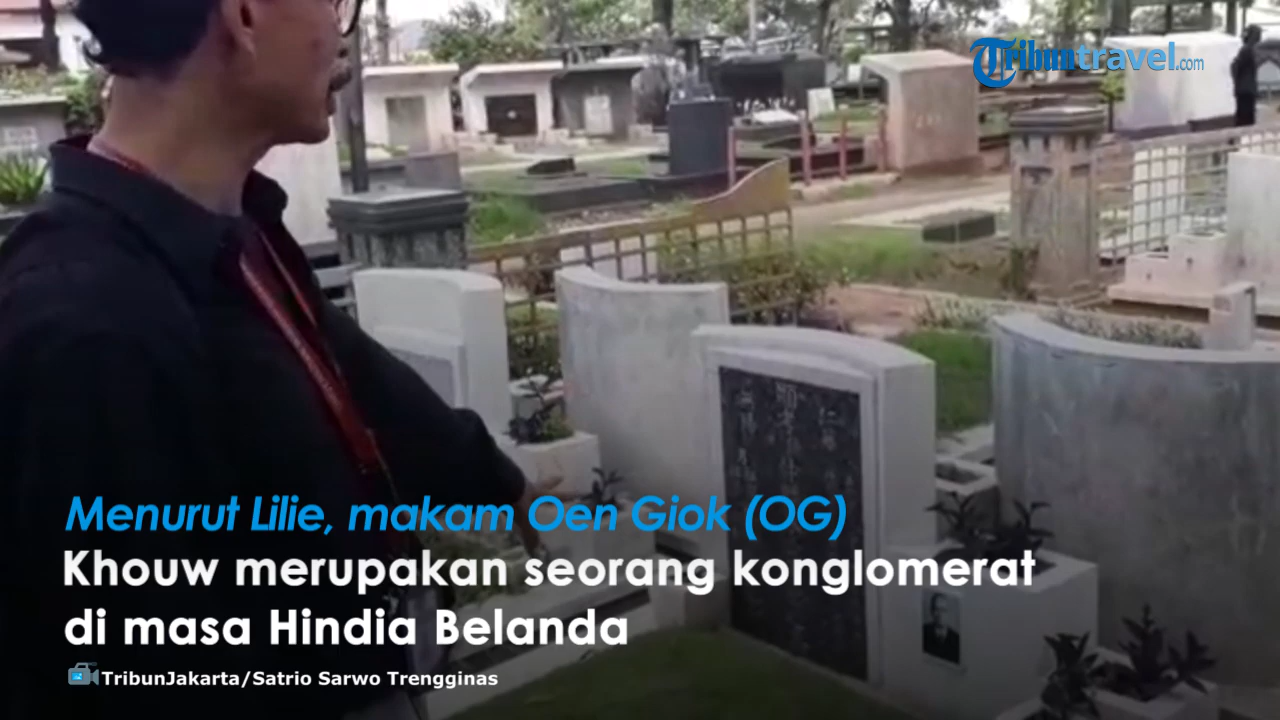 Tribuntravel.com
Menurut Lilie, makam Oen Giok (OG)
Khouw merupakan seorang konglomerat
di masa Hindia Belanda
TribunJakarta/Satrio Sarwo Trengginas